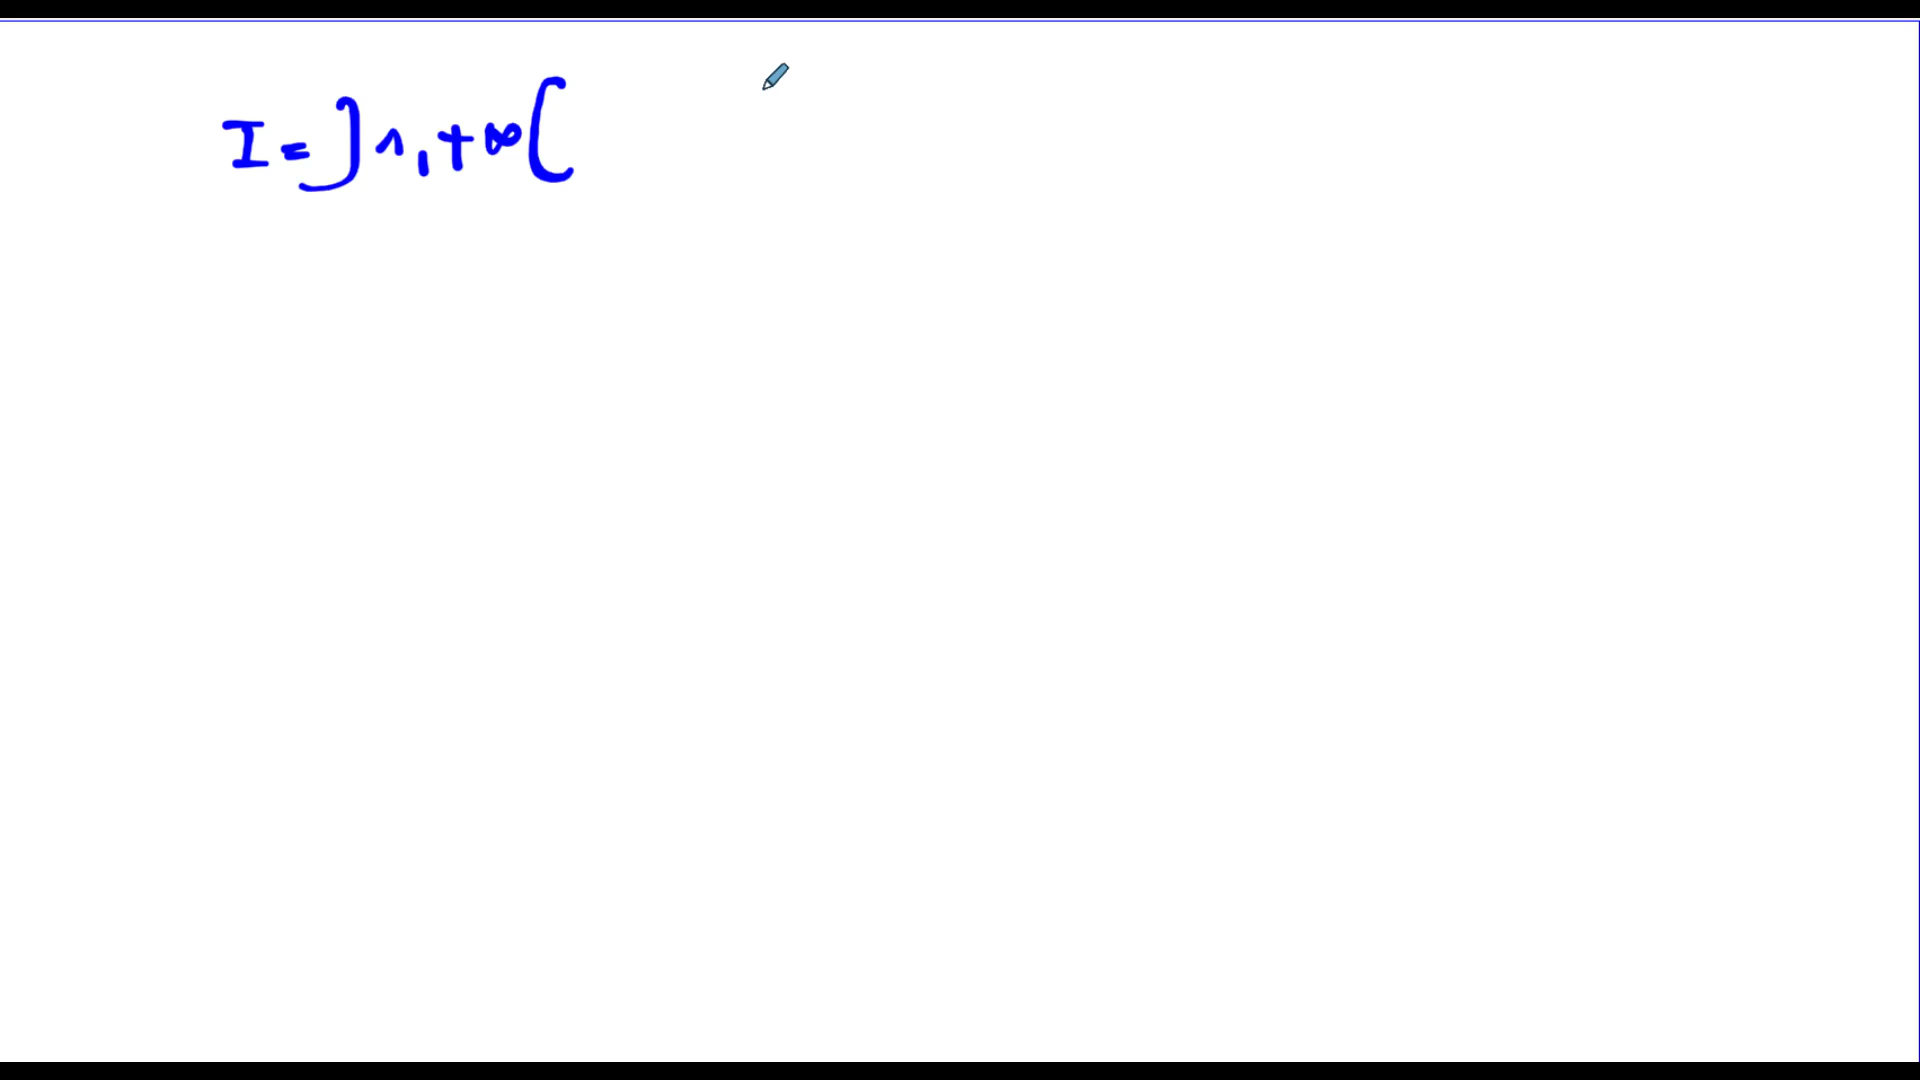 I = ]1, +∞[